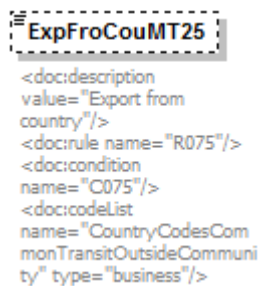 ExpFroCouMT25
<doc:description
value="Export from
country"/>
<doc:rule name="R075"/>
<doc:condition
name="C075"/>
<doc:codeList
name="CountryCodesCom
monTransitOutsideCommuni
ty" type="business"/>